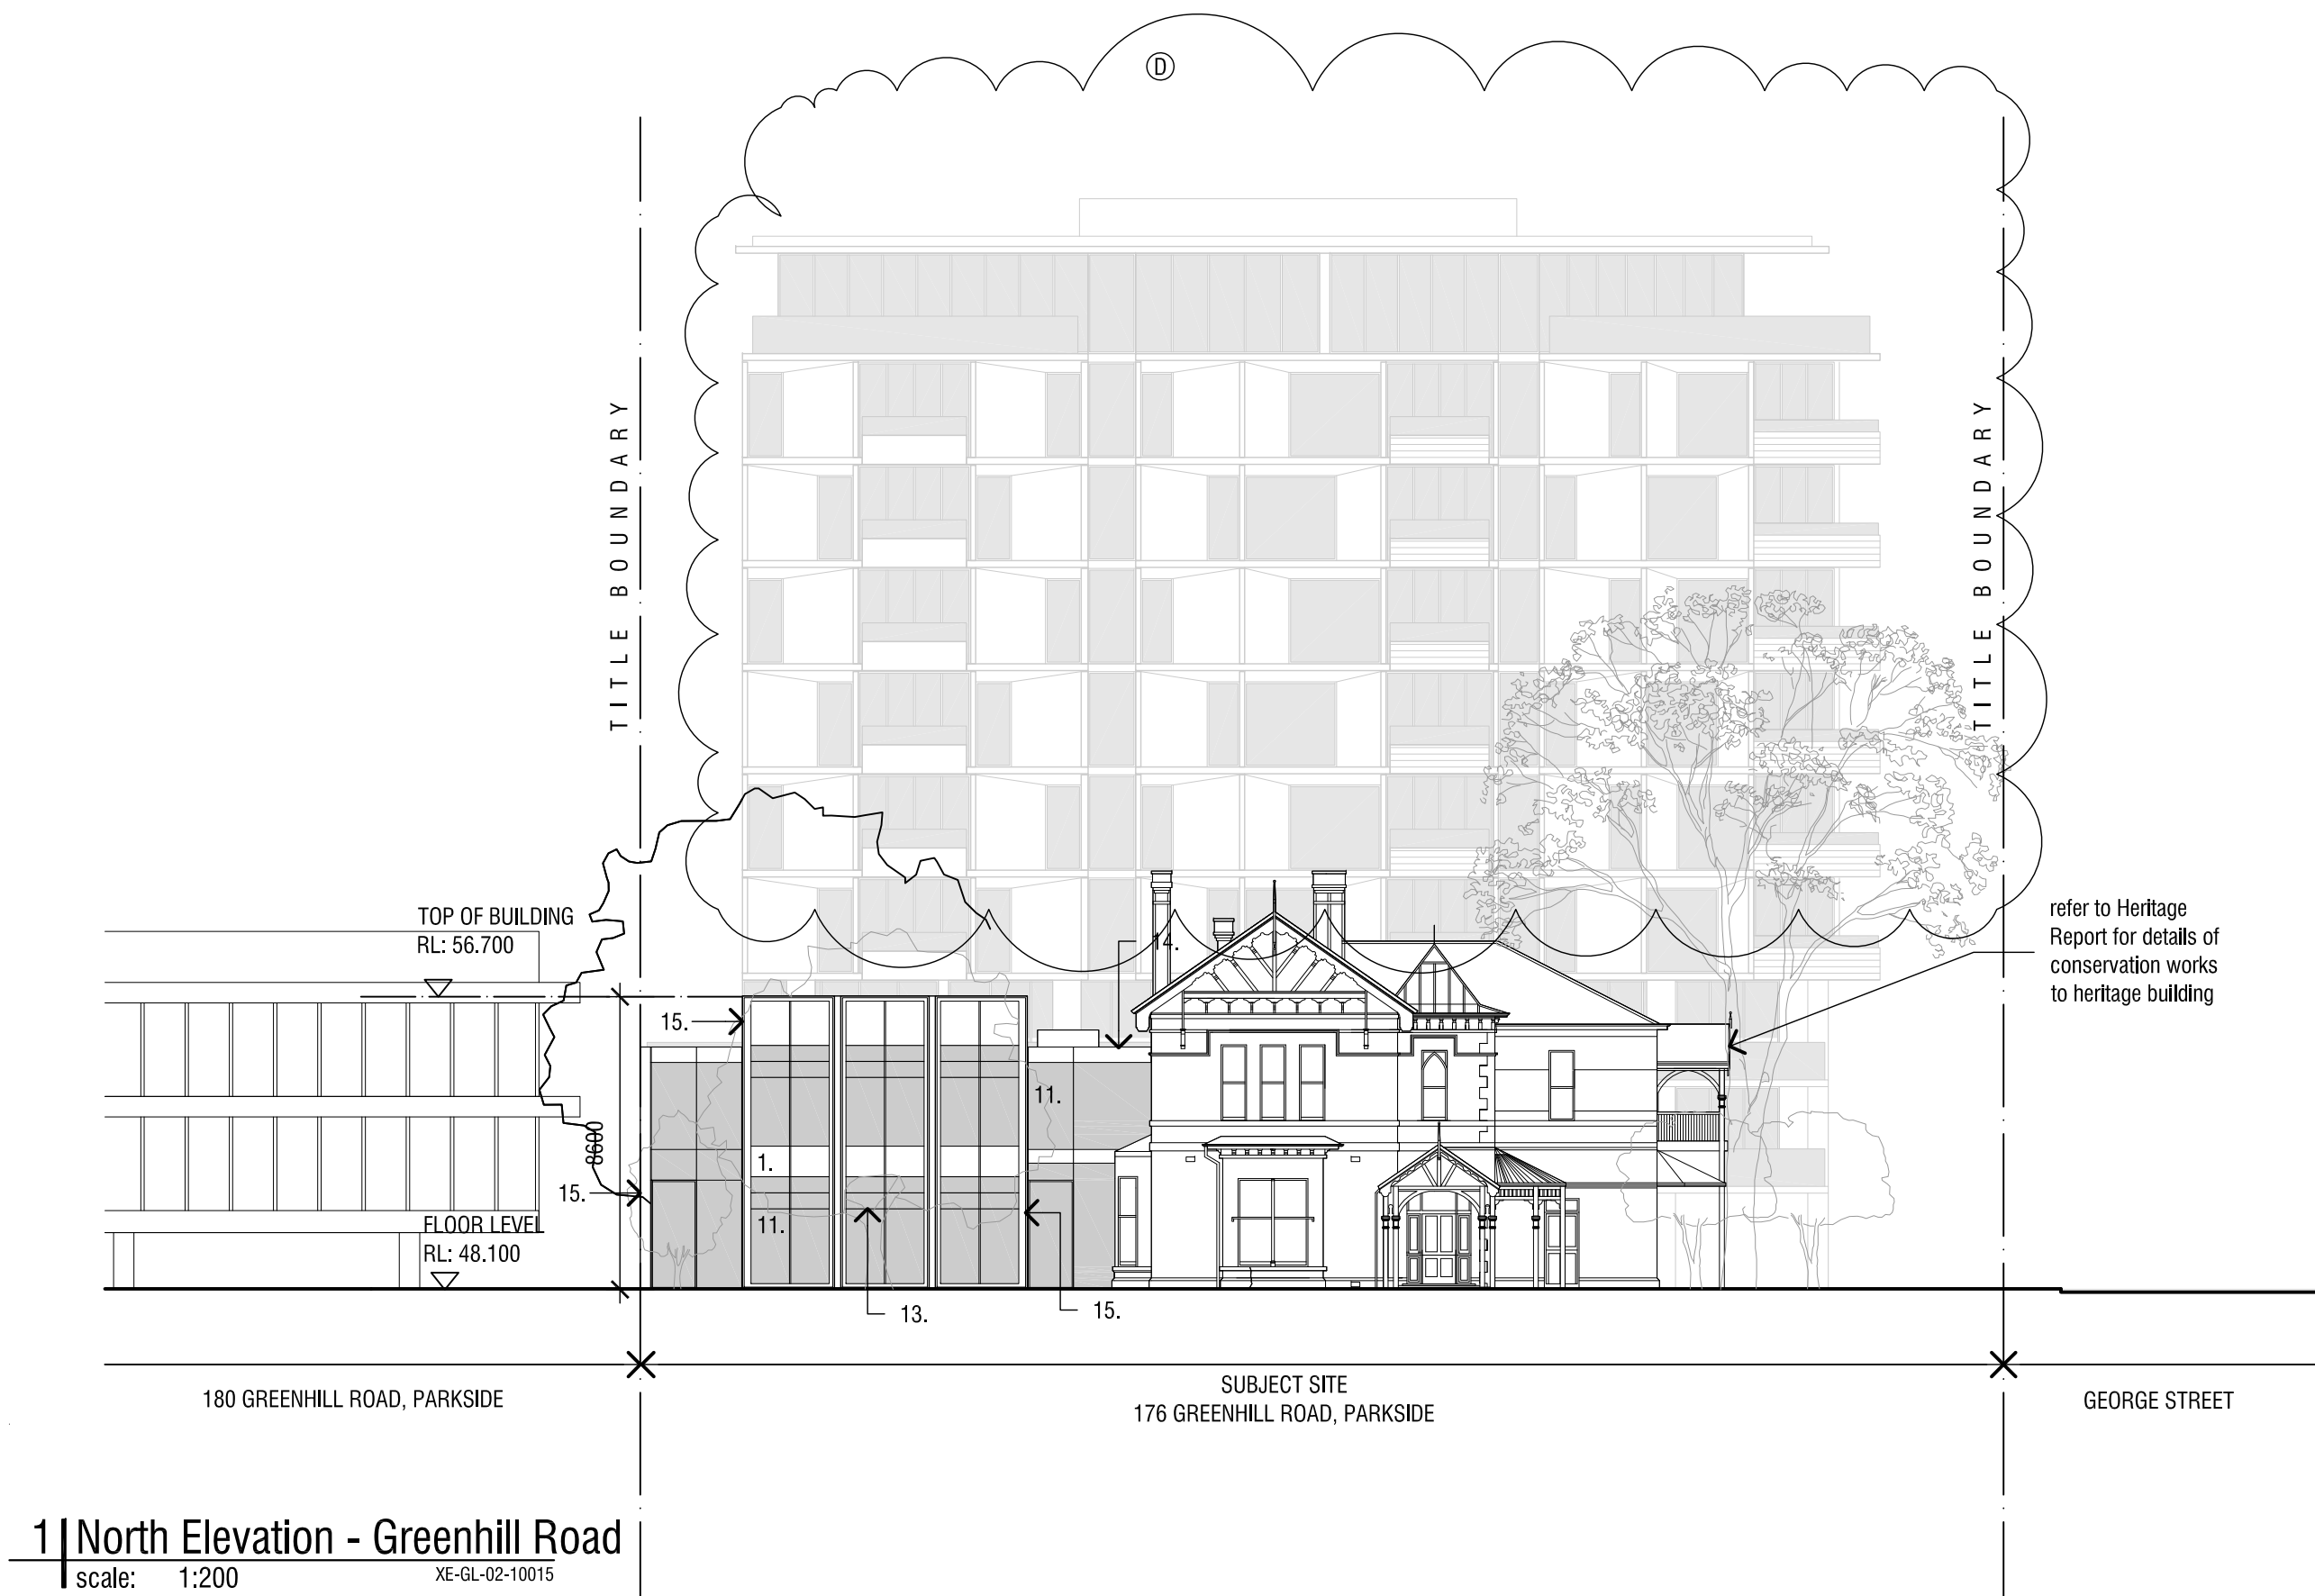 D
TITLE BOUNDARY
TITLE BOUNDARY
TOP OF BUILDING
RL: 56.700
refer to Heritage
Report for details of
conservation works
to heritage building
14.
15.
11.
8600
1.
15.
11.
FLOOR LEVEL
RL: 48.100
13.
15.
180 GREENHILL ROAD, PARKSIDE
SUBJECT SITE
176 GREENHILL ROAD, PARKSIDE
GEORGE STREET
1 North Elevation - Greenhill Road
scale: 1:200
XE-GL-02-10015